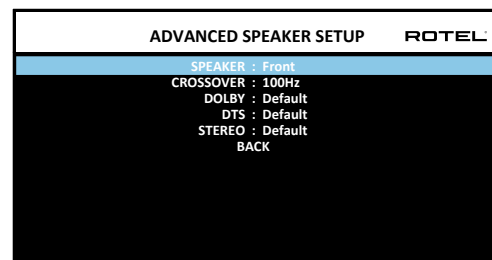 ADVANCED SPEAKER SETUP ROTEL
SPEAKER : Front
CROSSOVER : 100Hz
DOLBY : Default
DTS : Default
STEREO : Default
BACK